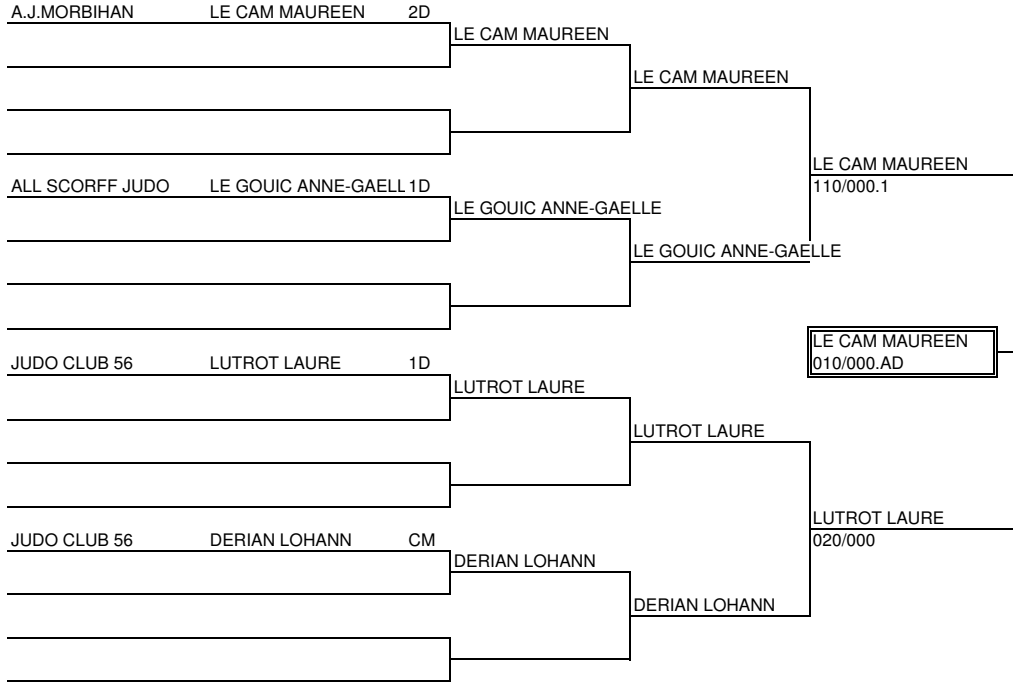 A.J.MORBIHAN LE CAM MAUREEN 2D
LE CAM MAUREEN
LE CAM MAUREEN
LE CAM MAUREEN
110/000.1
ALL SCORFF JUDO LE GOUIC ANNE-GAELL 1D
LE GOUIC ANNE-GAELLE
LE GOUIC ANNE-GAELLE
LE CAM MAUREEN
010/000.AD
JUDO CLUB 56 LUTROT LAURE 1D
LUTROT LAURE
LUTROT LAURE
LUTROT LAURE
020/000
JUDO CLUB 56 DERIAN LOHANN CM
DERIAN LOHANN
DERIAN LOHANN